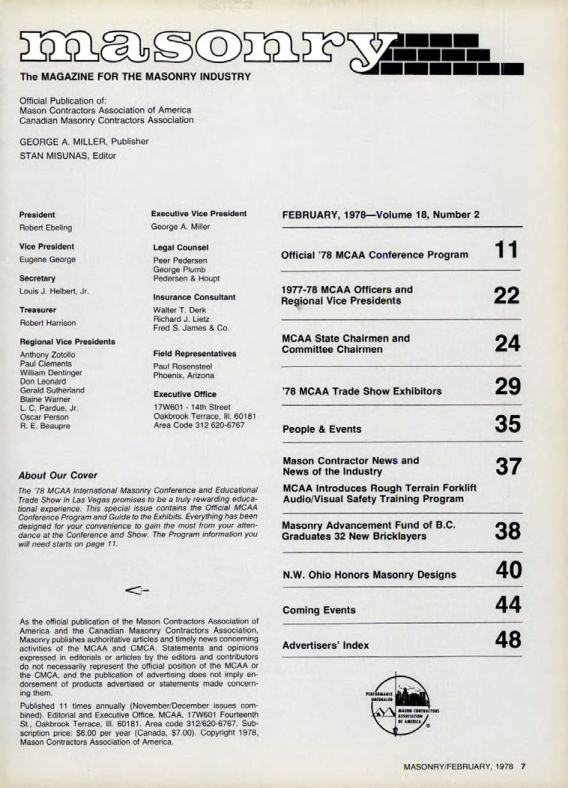 masonry
The MAGAZINE FOR THE MASONRY INDUSTRY
Official Publication of:
Mason Contractors Association of America
Canadian Masonry Contractors Association
GEORGE A. MILLER, Publisher
STAN MISUNAS, Editor
President
Robert Ebeling
Vice President
Eugene George
Secretary
Louis J. Helbert, Jr.
Treasurer
Robert Harrison
Regional Vice Presidents
Anthony Zotollo
Paul Clements
William Dentinger
Don Leonard
Gerald Sutherland
Blaine Warner
L. C. Pardue, Jr.
Oscar Person
R. E. Beaupre
Executive Vice President
George A. Miller
Legal Counsel
Peer Pedersen
George Plumb
Pedersen & Houpt
Insurance Consultant
Walter T. Derk
Richard J. Lietz
Fred S. James & Co.
Field Representatives
Paul Rosensteel
Phoenix, Arizona
Executive Office
17W601 - 14th Street
Oakbrook Terrace, Ill. 60181
Area Code 312 620-6767
About Our Cover
The '78 MCAA International Masonry Conference and Educational
Trade Show in Las Vegas promises to be a truly rewarding educa-
tional experience. This special issue contains the Official MCAA
Conference Program and Guide to the Exhibits. Everything has been
designed for your convenience to gain the most from your atten-
dance at the Conference and Show. The Program information you
will need starts on page 11.
As the official publication of the Mason Contractors Association of
America and the Canadian Masonry Contractors Association,
Masonry publishes authoritative articles and timely news concerning
activities of the MCAA and CMCA. Statements and opinions
expressed in editorials or articles by the editors and contributors
do not necessarily represent the official position of the MCAA or
the CMCA, and the publication of advertising does not imply en-
dorsement of products advertised or statements made concern-
ing them.
Published 11 times annually (November/December issues com-
bined). Editorial and Executive Office, MCAA, 17W601 Fourteenth
St., Oakbrook Terrace, Ill. 60181. Area code 312/620-6767. Sub-
scription price: $6.00 per year (Canada, $7.00). Copyright 1978,
Mason Contractors Association of America.
FEBRUARY, 1978—Volume 18, Number 2
Official '78 MCAA Conference Program 11
1977-78 MCAA Officers and
Regional Vice Presidents 22
MCAA State Chairmen and
Committee Chairmen 24
'78 MCAA Trade Show Exhibitors 29
People & Events 35
Mason Contractor News and
News of the Industry 37
MCAA Introduces Rough Terrain Forklift
Audio/Visual Safety Training Program
Masonry Advancement Fund of B.C.
Graduates 32 New Bricklayers 38
N.W. Ohio Honors Masonry Designs 40
Coming Events 44
Advertisers' Index 48
PERFORMANCE
UNEQUALED
MASON CONTRACTORS
ASSOCIATION
OF AMERICA
®
MASONRY/FEBRUARY, 1978 7